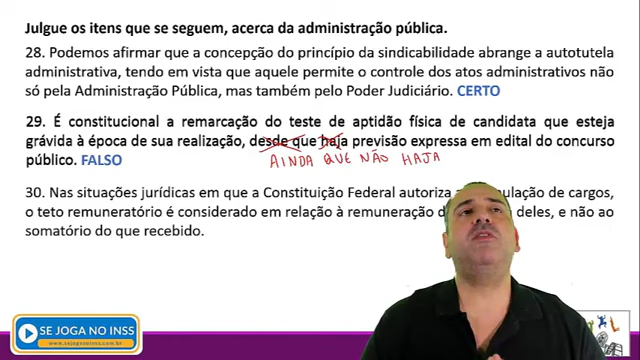 Julgue os itens que se seguem, acerca da administração pública.
28. Podemos afirmar que a concepção do princípio da sindicabilidade abrange a autotutela
administrativa, tendo em vista que aquele permite o controle dos atos administrativos não
só pela Administração Pública, mas também pelo Poder Judiciário. CERTO
29. É constitucional a remarcação do teste de aptidão física de candidata que esteja
grávida à época de sua realização, desde que haja previsão expressa em edital do concurso
público. FALSO
AINDA QUE NÃO HAJA
30. Nas situações jurídicas em que a Constituição Federal autoriza a de cargos,
o teto remuneratório é considerado em relação à remuneração deles, e não ao
somatório do que recebido.
SE JOGA NO INSS
www.sejoganoinss.com.br